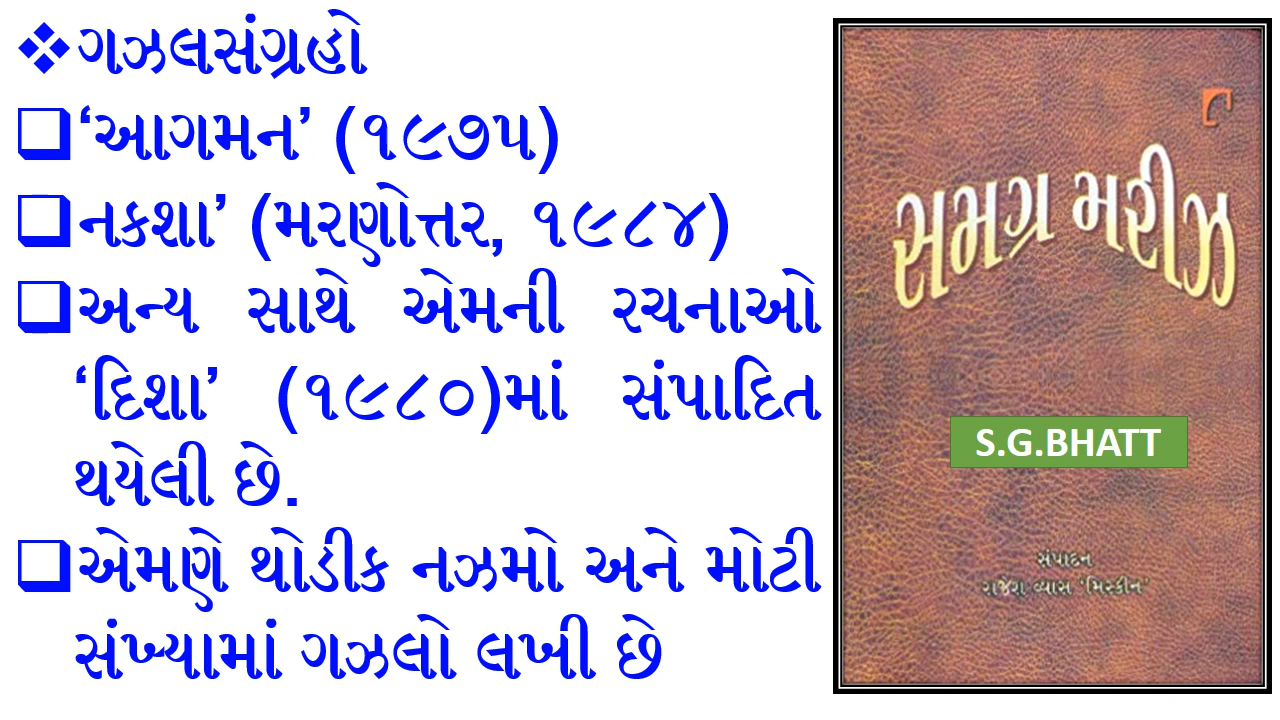 ❖ગઝલસંગ્રહો
❑‘આગમન’ (૧૯૭૫)
❑નકશા’ (મરણોત્તર, ૧૯૮૪)
❑અન્ય સાથે એમની રચનાઓ
‘દિશા’ (૧૯૮૦)માં સંપાદિત
થયેલી છે.
❑એમણે થોડીક નઝમો અને મોટી
સંખ્યામાં ગઝલો લખી છે
સમગ્ર મરીઝ
S.G.BHATT
સંપાદન
રાજેશ વ્યાસ ‘મિસ્કીન’